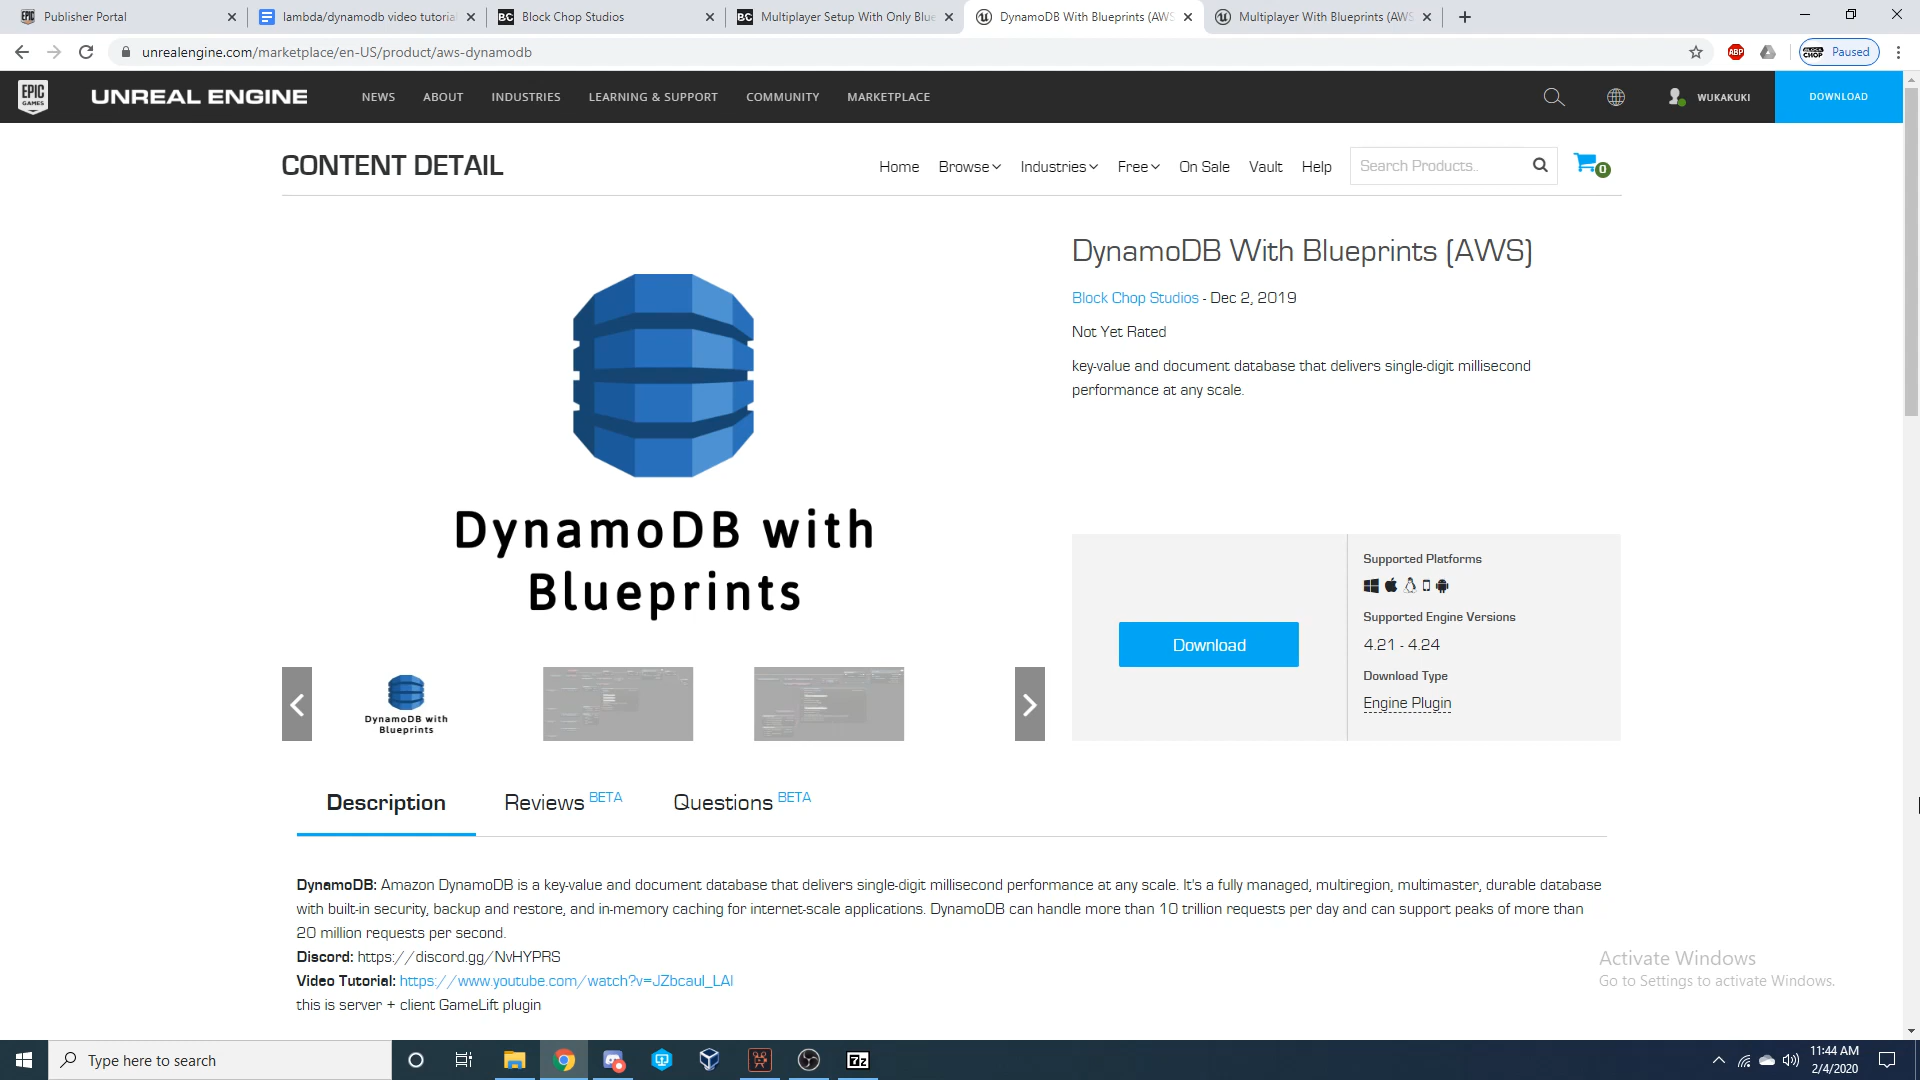 Publisher Portal
lambda/dynamodb video tutorial
BC Block Chop Studios
BC Multiplayer Setup With Only Blue
DynamoDB With Blueprints (AWS
Multiplayer With Blueprints (AWS
unrealengine.com/marketplace/en-US/product/aws-dynamodb
ABP
BLOCK CHOP Paused
EPIC GAMES
UNREAL ENGINE
NEWS ABOUT INDUSTRIES LEARNING & SUPPORT COMMUNITY MARKETPLACE
WUKAKUKI
DOWNLOAD
CONTENT DETAIL
Home Browse Industries Free On Sale Vault Help
Search Products..
0
DynamoDB With Blueprints (AWS)
Block Chop Studios - Dec 2, 2019
Not Yet Rated
key-value and document database that delivers single-digit millisecond
performance at any scale.
DynamoDB with
Blueprints
Download
Supported Platforms
Supported Engine Versions
4.21 - 4.24
Download Type
Engine Plugin
DynamoDB with
Blueprints
Description
Reviews BETA
Questions BETA
DynamoDB: Amazon DynamoDB is a key-value and document database that delivers single-digit millisecond performance at any scale. It's a fully managed, multiregion, multimaster, durable database
with built-in security, backup and restore, and in-memory caching for internet-scale applications. DynamoDB can handle more than 10 trillion requests per day and can support peaks of more than
20 million requests per second.
Discord: https://discord.gg/NvHYPRS
Video Tutorial: https://www.youtube.com/watch?v=JZbcaul_LAI
this is server + client GameLift plugin
Activate Windows
Go to Settings to activate Windows.
Type here to search
7z
11:44 AM
2/4/2020